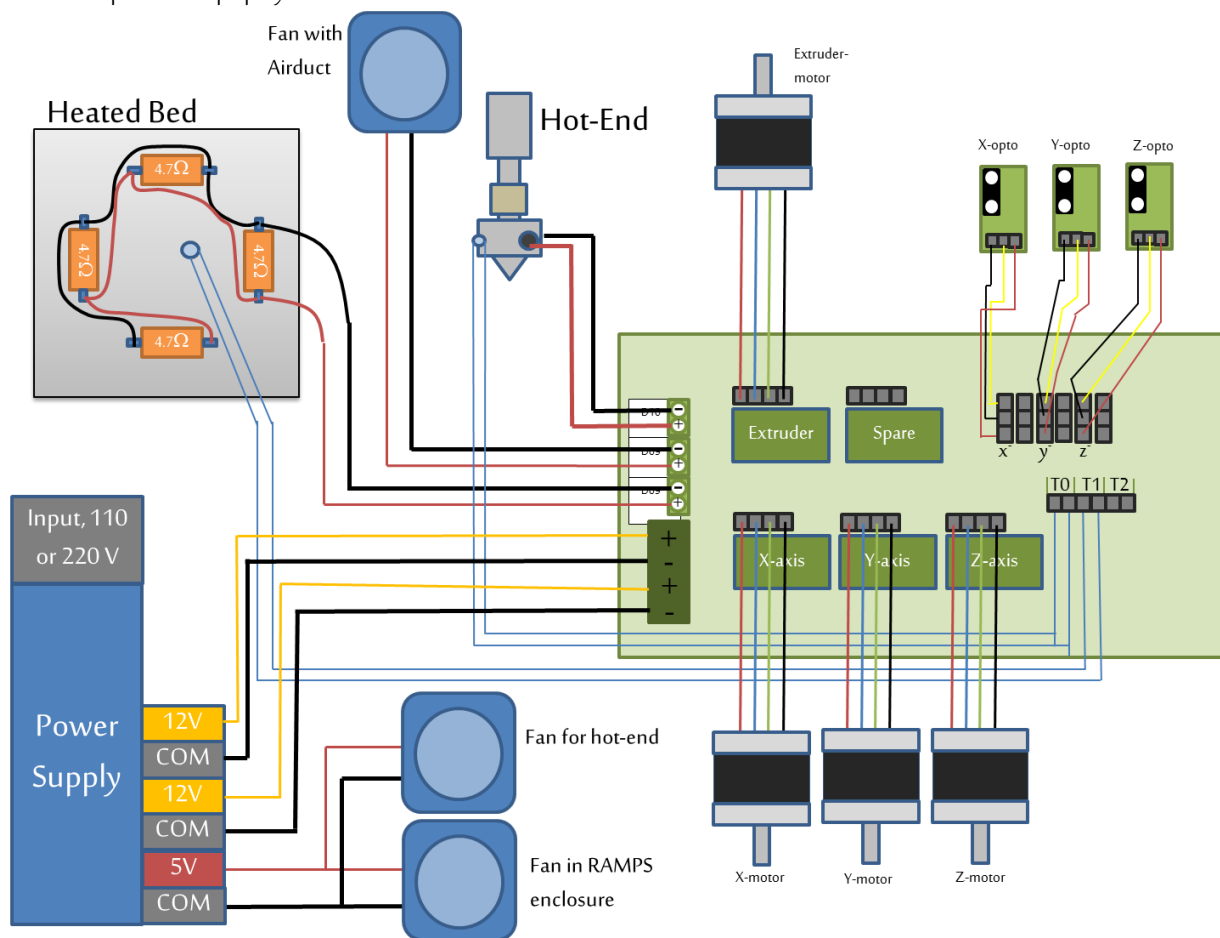 Fan with
Airduct
Extruder-
motor
Heated Bed
Hot-End
X-opto
Y-opto
Z-opto
4.7Ω
4.7Ω
4.7Ω
4.7Ω
D10
-
+
D09
-
+
D09
-
+
Extruder
Spare
x-
y-
z-
T0
T1
T2
Input, 110
or 220 V
+
-
+
-
X-axis
Y-axis
Z-axis
Power
Supply
12V
COM
12V
COM
5V
COM
Fan for hot-end
Fan in RAMPS
enclosure
X-motor
Y-motor
Z-motor